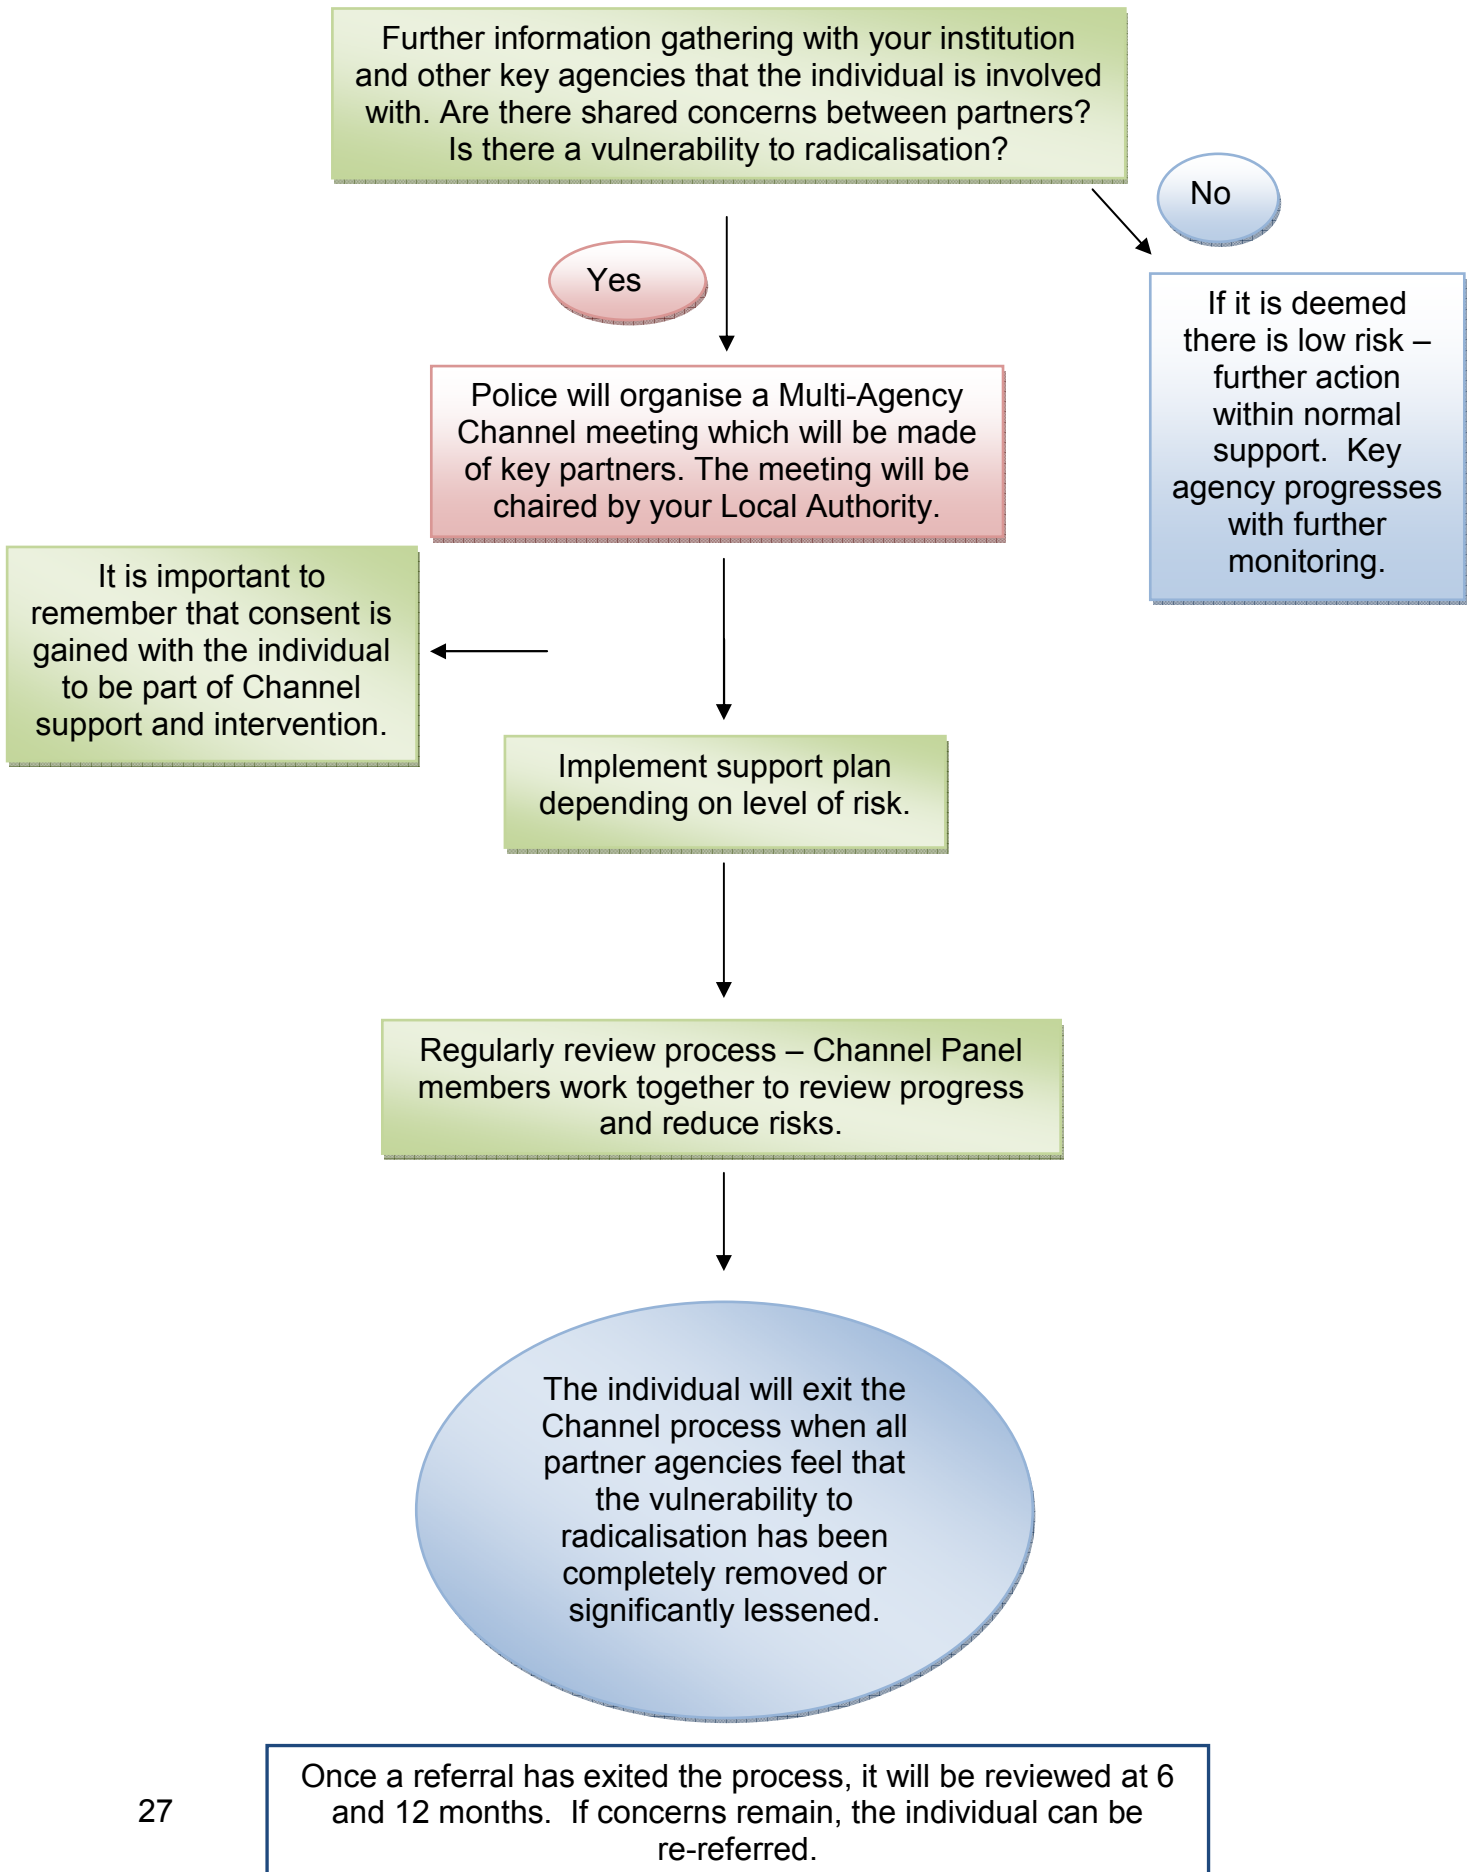 Further information gathering with your institution
and other key agencies that the individual is involved
with. Are there shared concerns between partners?
Is there a vulnerability to radicalisation?
No
Yes
If it is deemed
there is low risk –
further action
within normal
support.  Key
agency progresses
with further
monitoring.
Police will organise a Multi-Agency
Channel meeting which will be made
of key partners. The meeting will be
chaired by your Local Authority.
It is important to
remember that consent is
gained with the individual
to be part of Channel
support and intervention.
Implement support plan
depending on level of risk.
Regularly review process – Channel Panel
members work together to review progress
and reduce risks.
The individual will exit the
Channel process when all
partner agencies feel that
the vulnerability to
radicalisation has been
completely removed or
significantly lessened.
Once a referral has exited the process, it will be reviewed at 6
and 12 months.  If concerns remain, the individual can be
re-referred.
27